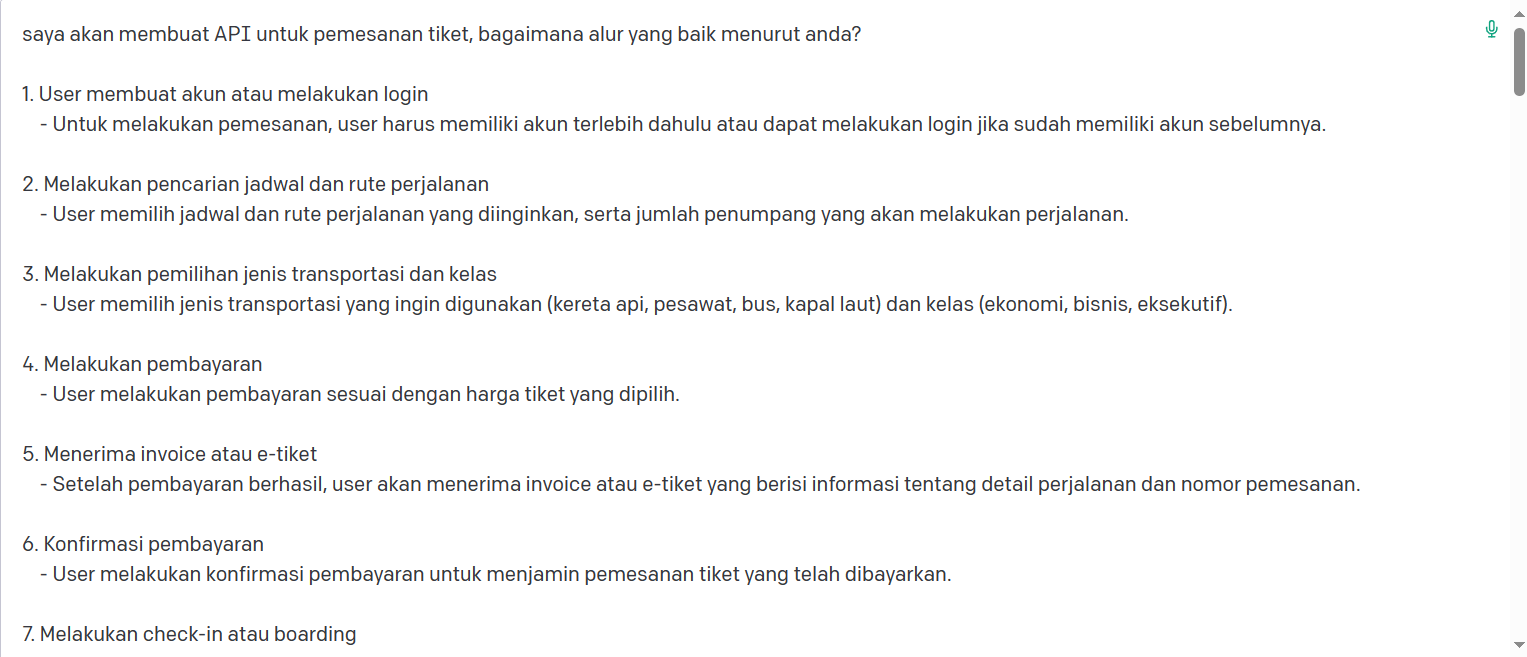 saya akan membuat API untuk pemesanan tiket, bagaimana alur yang baik menurut anda?
1. User membuat akun atau melakukan login
- Untuk melakukan pemesanan, user harus memiliki akun terlebih dahulu atau dapat melakukan login jika sudah memiliki akun sebelumnya.
2. Melakukan pencarian jadwal dan rute perjalanan
- User memilih jadwal dan rute perjalanan yang diinginkan, serta jumlah penumpang yang akan melakukan perjalanan.
3. Melakukan pemilihan jenis transportasi dan kelas
- User memilih jenis transportasi yang ingin digunakan (kereta api, pesawat, bus, kapal laut) dan kelas (ekonomi, bisnis, eksekutif).
4. Melakukan pembayaran
- User melakukan pembayaran sesuai dengan harga tiket yang dipilih.
5. Menerima invoice atau e-tiket
- Setelah pembayaran berhasil, user akan menerima invoice atau e-tiket yang berisi informasi tentang detail perjalanan dan nomor pemesanan.
6. Konfirmasi pembayaran
- User melakukan konfirmasi pembayaran untuk menjamin pemesanan tiket yang telah dibayarkan.
7. Melakukan check-in atau boarding